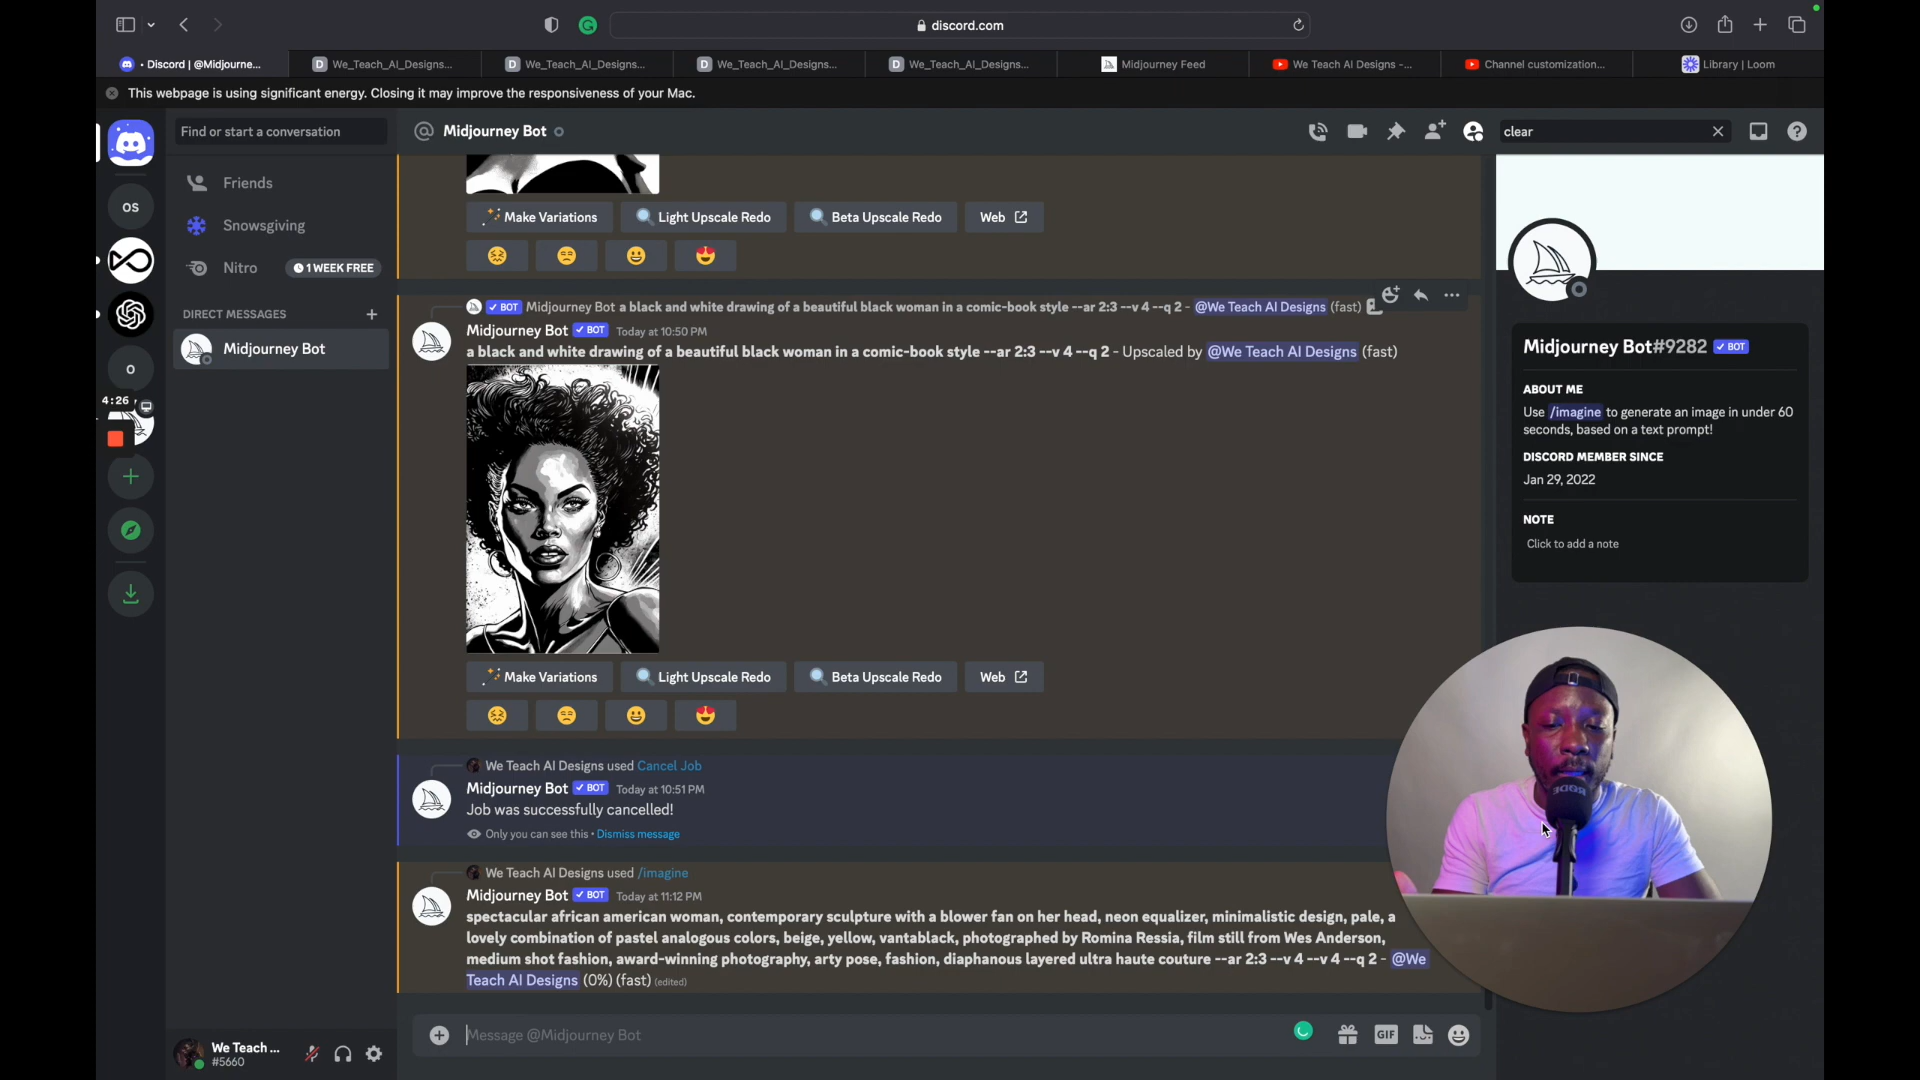 discord.com
• Discord | @Midjourne...
We_Teach_AI_Designs...
We_Teach_AI_Designs...
We_Teach_AI_Designs...
We_Teach_AI_Designs...
Midjourney Feed
We Teach AI Designs -...
Channel customization...
Library | Loom
This webpage is using significant energy. Closing it may improve the responsiveness of your Mac.
Find or start a conversation
Midjourney Bot
clear
Friends
OS
Snowsgiving
Nitro
1 WEEK FREE
DIRECT MESSAGES
Midjourney Bot
O
4:26
Make Variations
Light Upscale Redo
Beta Upscale Redo
Web
BOT Midjourney Bot a black and white drawing of a beautiful black woman in a comic-book style --ar 2:3 --v 4 --q 2 - @We Teach AI Designs (fast)
Midjourney Bot BOT Today at 10:50 PM
a black and white drawing of a beautiful black woman in a comic-book style --ar 2:3 --v 4 --q 2 - Upscaled by @We Teach AI Designs (fast)
Make Variations
Light Upscale Redo
Beta Upscale Redo
Web
We Teach AI Designs used Cancel Job
Midjourney Bot BOT Today at 10:51 PM
Job was successfully cancelled!
Only you can see this • Dismiss message
We Teach AI Designs used /imagine
Midjourney Bot BOT Today at 11:12 PM
spectacular african american woman, contemporary sculpture with a blower fan on her head, neon equalizer, minimalistic design, pale, a
lovely combination of pastel analogous colors, beige, yellow, vantablack, photographed by Romina Ressia, film still from Wes Anderson,
medium shot fashion, award-winning photography, arty pose, fashion, diaphanous layered ultra haute couture --ar 2:3 --v 4 --v 4 --q 2 - @We
Teach AI Designs (0%) (fast) (edited)
Message @Midjourney Bot
GIF
We Teach ...
#5660
Midjourney Bot#9282 BOT
ABOUT ME
Use /imagine to generate an image in under 60
seconds, based on a text prompt!
DISCORD MEMBER SINCE
Jan 29, 2022
NOTE
Click to add a note
RODE